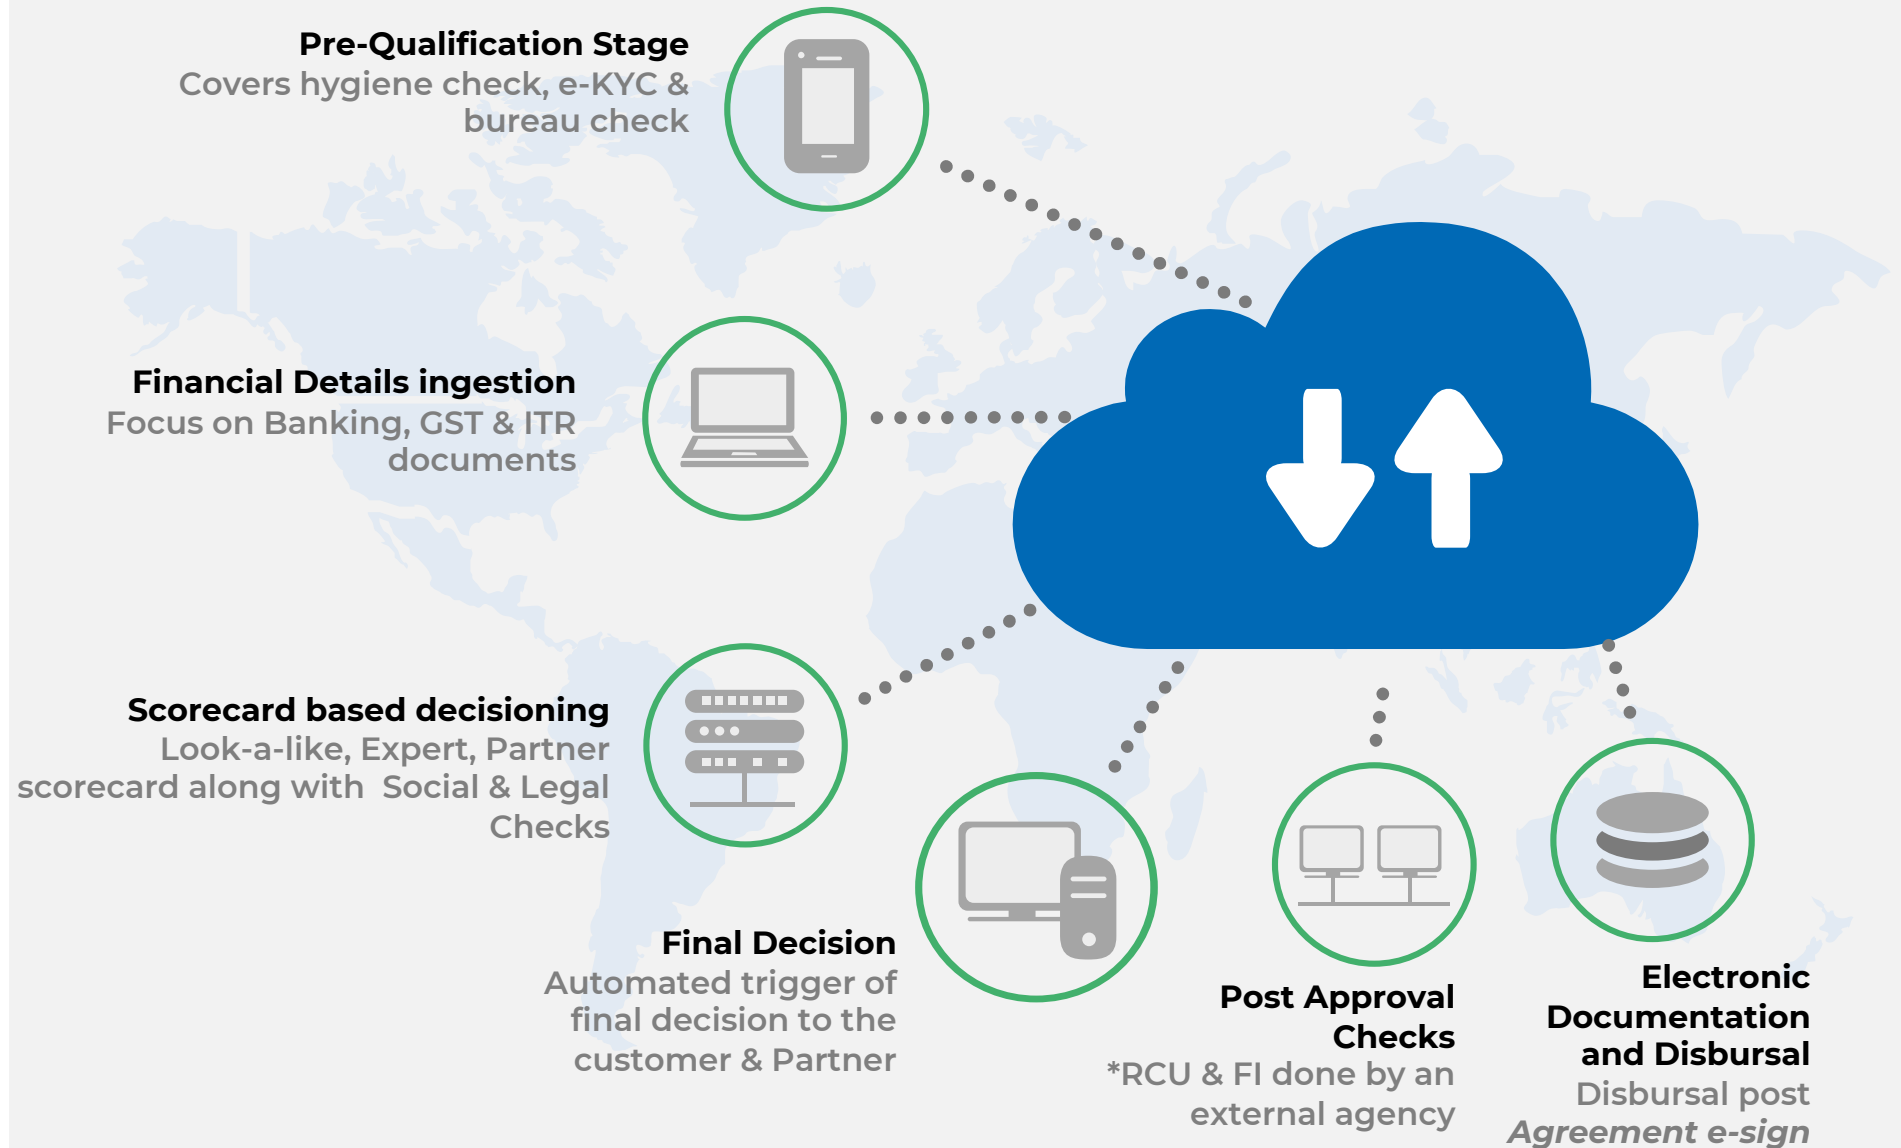 Pre-Qualification Stage
Covers hygiene check, e-KYC &
bureau check
Financial Details ingestion
Focus on Banking, GST & ITR
documents
Scorecard based decisioning
Look-a-like, Expert, Partner
scorecard along with Social & Legal
Checks
Final Decision
Automated trigger of
final decision to the
customer & Partner
Post Approval
Checks
*RCU & FI done by an
external agency
Electronic
Documentation
and Disbursal
Disbursal post
Agreement e-sign